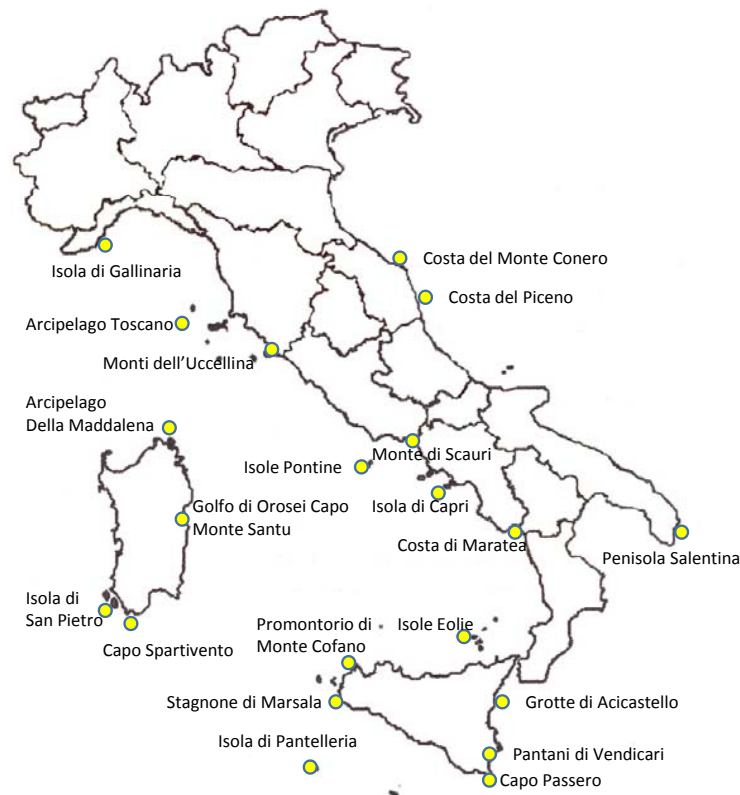 Isola di Gallinaria
Costa del Monte Conero
Costa del Piceno
Arcipelago Toscano
Monti dell'Uccellina
Arcipelago
Della Maddalena
Monte di Scauri
Isole Pontine
Isola di Capri
Golfo di Orosei Capo
Monte Santu
Costa di Maratea
Penisola Salentina
Isola di
San Pietro
Capo Spartivento
Promontorio di
Monte Cofano
Isole Eolie
Stagnone di Marsala
Grotte di Acicastello
Isola di Pantelleria
Pantani di Vendicari
Capo Passero